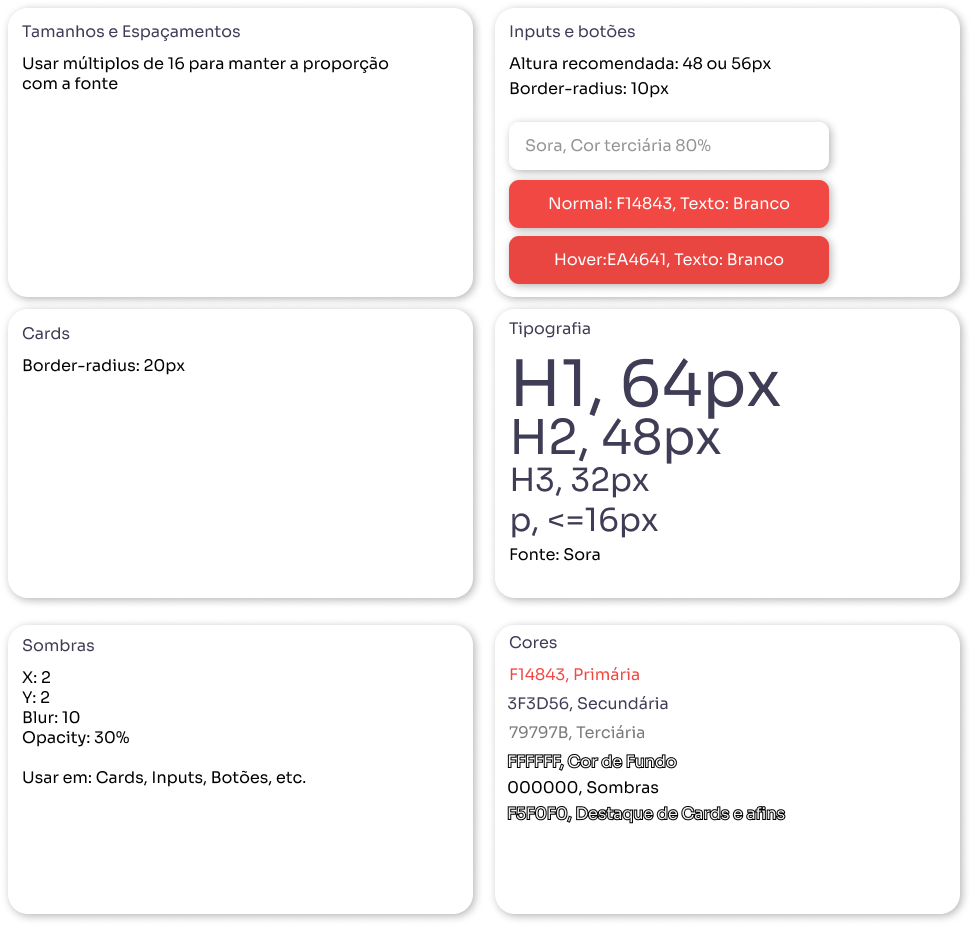 Tamanhos e Espaçamentos
Usar múltiplos de 16 para manter a proporção
com a fonte
Inputs e botões
Altura recomendada: 48 ou 56px
Border-radius: 10px
Sora, Cor terciária 80%
Normal: F14843, Texto: Branco
Hover:EA4641, Texto: Branco
Cards
Border-radius: 20px
Tipografia
H1, 64px
H2, 48px
H3, 32px
p, <=16px
Fonte: Sora
Sombras
X: 2
Y: 2
Blur: 10
Opacity: 30%
Usar em: Cards, Inputs, Botões, etc.
Cores
F14843, Primária
3F3D56, Secundária
79797B, Terciária
FFFFFF, Cor de Fundo
000000, Sombras
F5F0F0, Destaque de Cards e afins